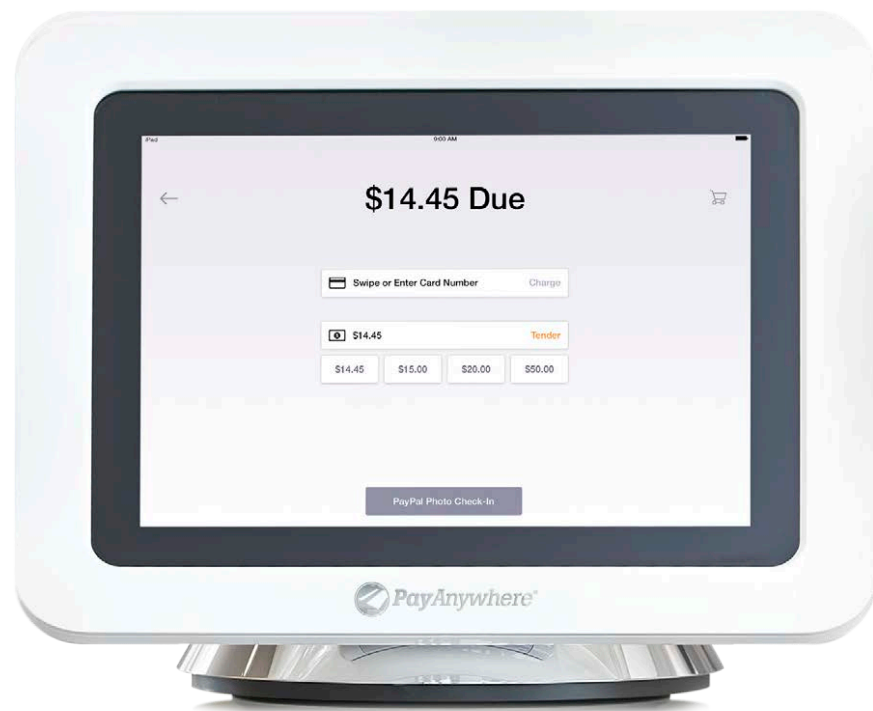 iPad 9:00 AM
$14.45 Due
Swipe or Enter Card Number Charge
$14.45 Tender
$14.45 $15.00 $20.00 $50.00
PayPal Photo Check-In
PayAnywhere®